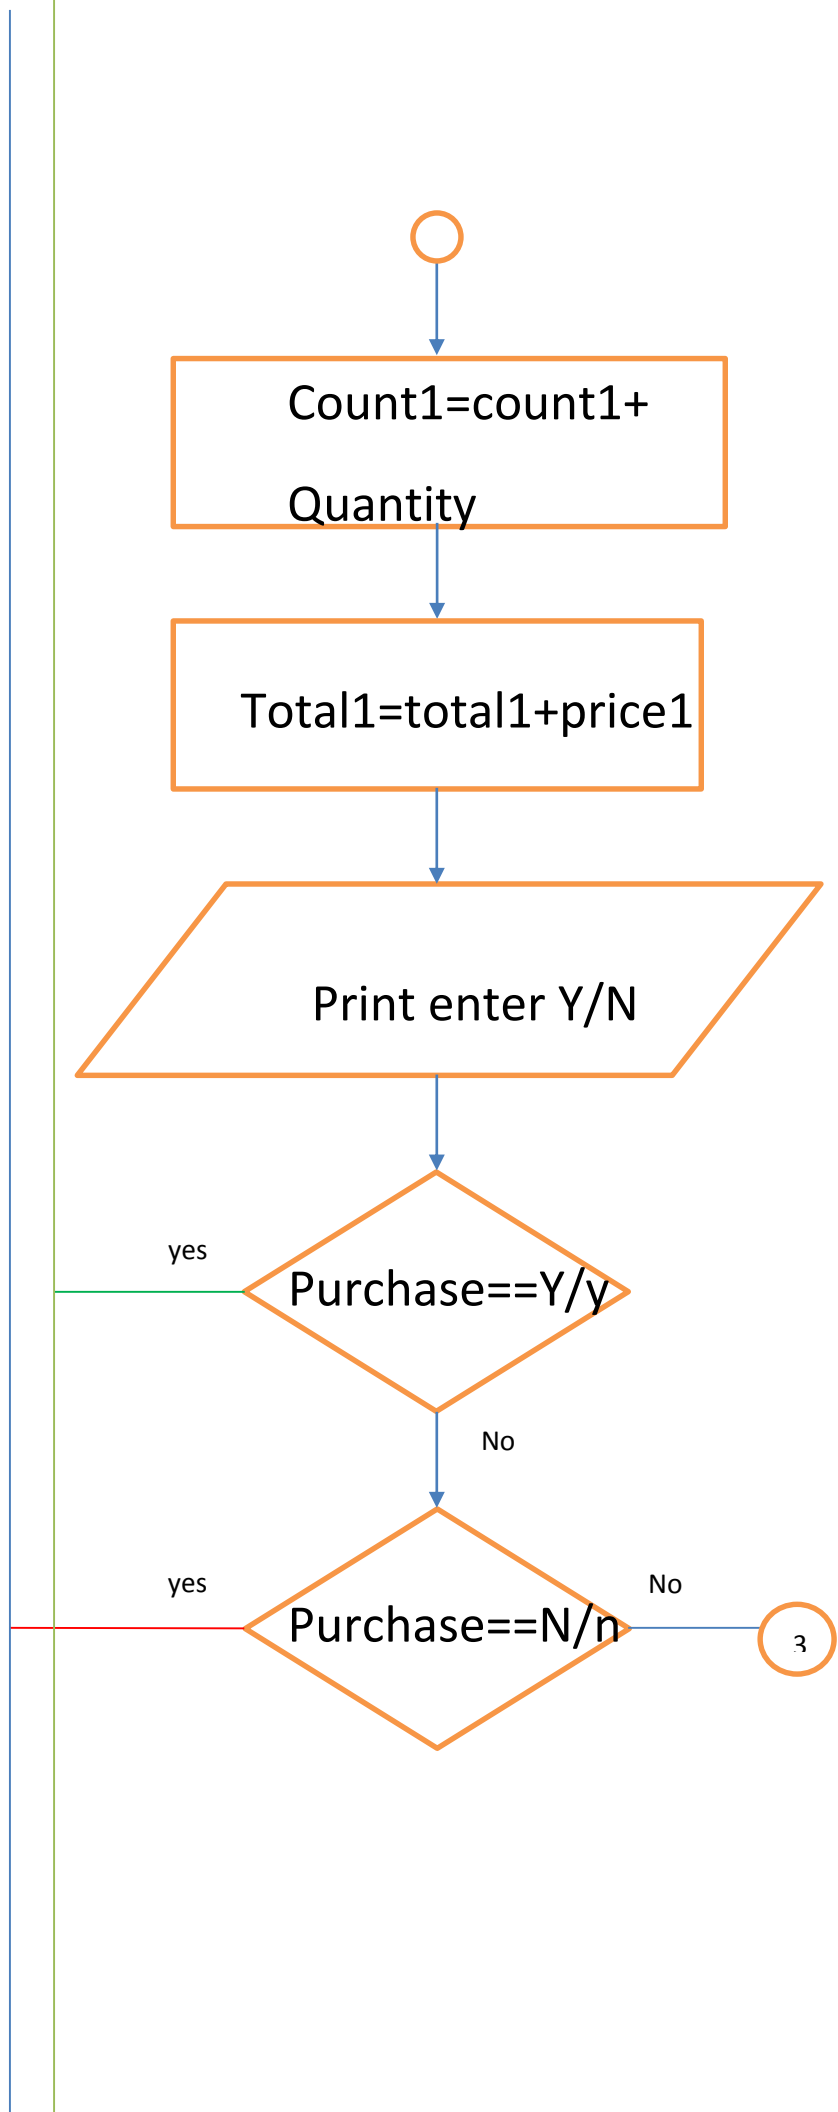 Count1=count1+
Quantity
Total1=total1+price1
Print enter Y/N
yes
Purchase==Y/y
No
yes
No
Purchase==N/n
3